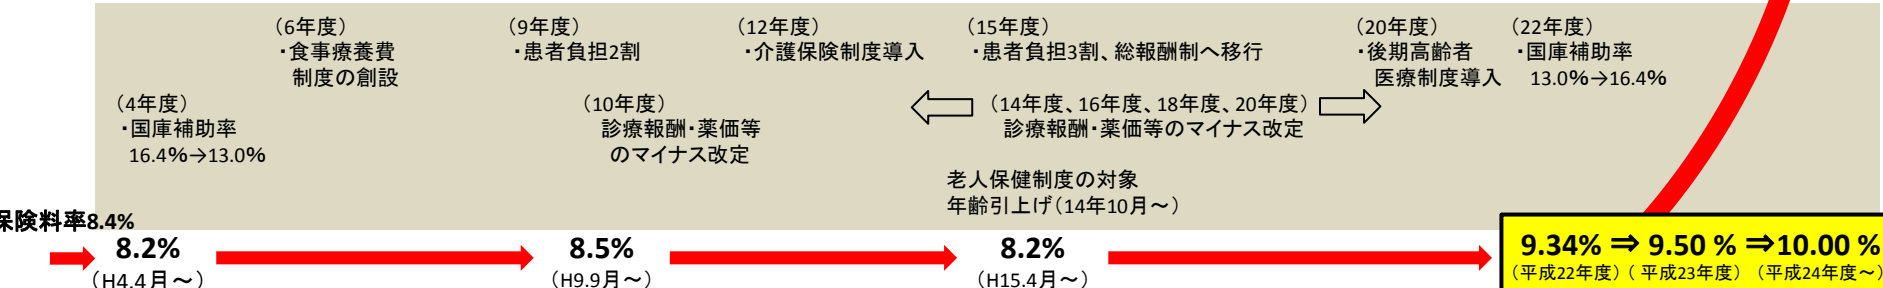 （6年度）
・食事療養費
制度の創設
（9年度）
・患者負担2割
（12年度）
・介護保険制度導入
（15年度）
・患者負担3割、総報酬制へ移行
（20年度）
・後期高齢者
医療制度導入
（22年度）
・国庫補助率
13.0%→16.4%
（4年度）
・国庫補助率
16.4%→13.0%
（10年度）
診療報酬・薬価等
のマイナス改定
（14年度、16年度、18年度、20年度）
診療報酬・薬価等のマイナス改定
老人保健制度の対象
年齢引上げ（14年10月～）
保険料率8.4%
8.2%
（H4.4月～）
8.5%
（H9.9月～）
8.2%
（H15.4月～）
9.34% ⇒ 9.50 % ⇒10.00 %
（平成22年度）（ 平成23年度） （平成24年度～）